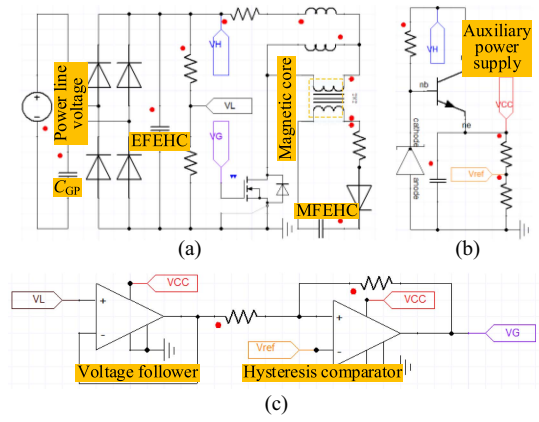 VH
Power line
voltage
EFEHC
VL
VG
Magnetic core
C_GP
MFEHC
(a)
VH
Auxiliary
power
supply
nb
VCC
ne
cathode
Vref
anode
(b)
VL
VCC
Voltage follower
VCC
Vref
VG
Hysteresis comparator
(c)